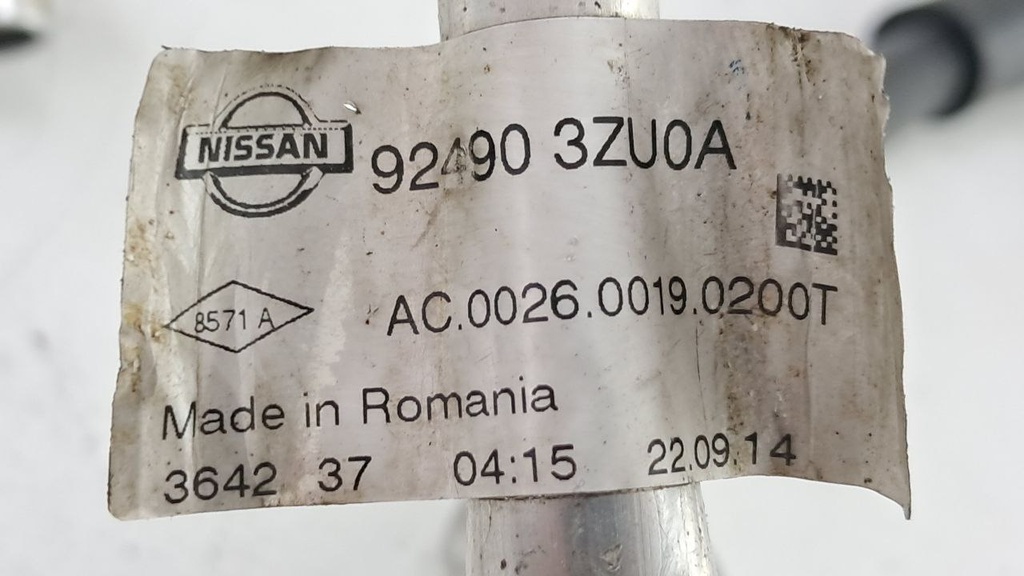 NISSAN 92490 3ZU0A
8571 A AC.0026.0019.0200T
Made in Romania
3642 37 04:15 22.09.14